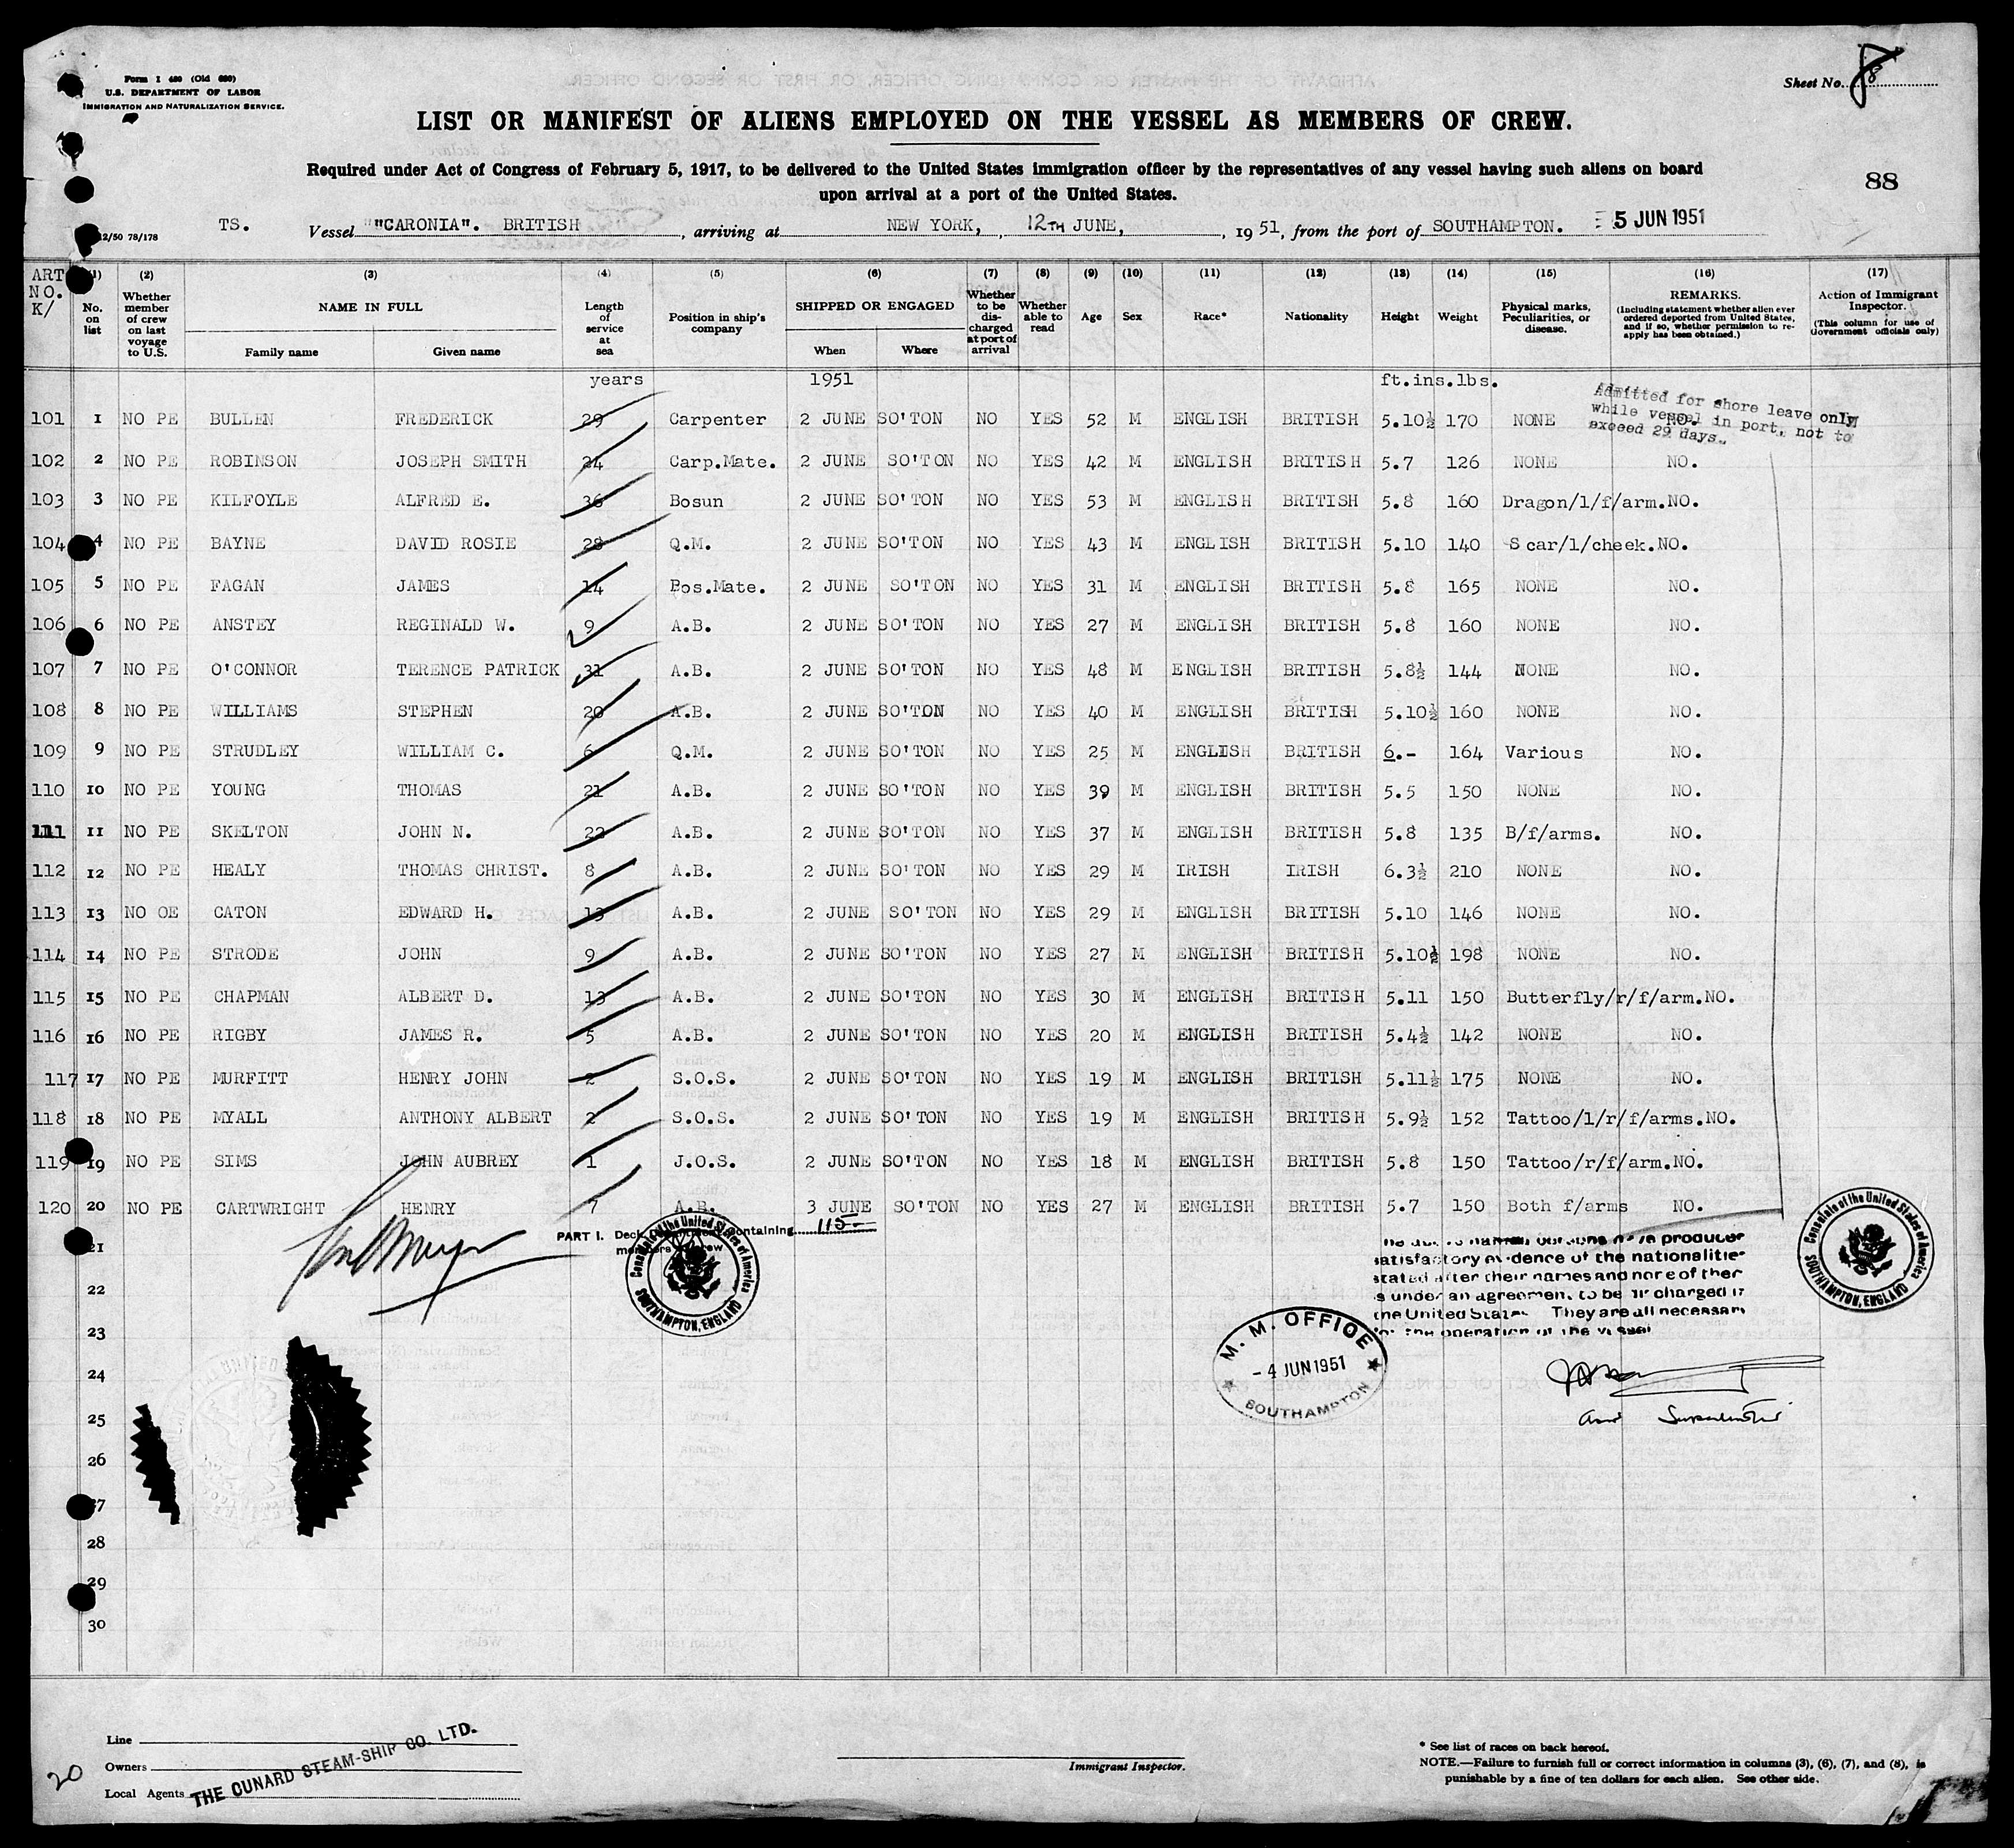 Form I 480 (Old 680)
U.S. DEPARTMENT OF LABOR
IMMIGRATION AND NATURALIZATION SERVICE.
Sheet No. 8
LIST OR MANIFEST OF ALIENS EMPLOYED ON THE VESSEL AS MEMBERS OF CREW.
Required under Act of Congress of February 5, 1917, to be delivered to the United States immigration officer by the representatives of any vessel having such aliens on board
upon arrival at a port of the United States.
88
12/50 78/178
TS. Vessel "CARONIA". BRITISH, arriving at NEW YORK, 12TH JUNE, 1951, from the port of SOUTHAMPTON. 5 JUN 1951
ART NO. K/
(1) No. on list
(2) Whether member of crew on last voyage to U.S.
(3) NAME IN FULL Family name Given name
(4) Length of service at sea
(5) Position in ship's company
(6) SHIPPED OR ENGAGED When Where
(7) Whether to be discharged at port of arrival
(8) Whether able to read
(9) Age
(10) Sex
(11) Race*
(12) Nationality
(13) Height
(14) Weight
(15) Physical marks, Peculiarities, or disease.
(16) REMARKS. (Including statement whether alien ever ordered deported from United States, and if so, whether permission to re-apply has been obtained.)
(17) Action of Immigrant Inspector. (This column for use of Government officials only)
years 1951 ft.ins.lbs.
Admitted for shore leave only
while vessel in port, not to
exceed 29 days.
101 1 NO PE BULLEN FREDERICK 29 Carpenter 2 JUNE SO'TON NO YES 52 M ENGLISH BRITISH 5.10½ 170 NONE NO.
102 2 NO PE ROBINSON JOSEPH SMITH 24 Carp.Mate. 2 JUNE SO'TON NO YES 42 M ENGLISH BRITISH 5.7 126 NONE NO.
103 3 NO PE KILFOYLE ALFRED E. 36 Bosun 2 JUNE SO'TON NO YES 53 M ENGLISH BRITISH 5.8 160 Dragon/l/f/arm. NO.
104 4 NO PE BAYNE DAVID ROSIE 28 Q.M. 2 JUNE SO'TON NO YES 43 M ENGLISH BRITISH 5.10 140 Scar/l/cheek. NO.
105 5 NO PE FAGAN JAMES 14 Bos.Mate. 2 JUNE SO'TON NO YES 31 M ENGLISH BRITISH 5.8 165 NONE NO.
106 6 NO PE ANSTEY REGINALD W. 9 A.B. 2 JUNE SO'TON NO YES 27 M ENGLISH BRITISH 5.8 160 NONE NO.
107 7 NO PE O'CONNOR TERENCE PATRICK 31 A.B. 2 JUNE SO'TON NO YES 48 M ENGLISH BRITISH 5.8½ 144 NONE NO.
108 8 NO PE WILLIAMS STEPHEN 20 A.B. 2 JUNE SO'TON NO YES 40 M ENGLISH BRITISH 5.10½ 160 NONE NO.
109 9 NO PE STRUDLEY WILLIAM C. 6 Q.M. 2 JUNE SO'TON NO YES 25 M ENGLISH BRITISH 6.- 164 Various NO.
110 10 NO PE YOUNG THOMAS 21 A.B. 2 JUNE SO'TON NO YES 39 M ENGLISH BRITISH 5.5 150 NONE NO.
111 11 NO PE SKELTON JOHN N. 22 A.B. 2 JUNE SO'TON NO YES 37 M ENGLISH BRITISH 5.8 135 B/f/arms. NO.
112 12 NO PE HEALY THOMAS CHRIST. 8 A.B. 2 JUNE SO'TON NO YES 29 M IRISH IRISH 6.3½ 210 NONE NO.
113 13 NO OE CATON EDWARD H. 13 A.B. 2 JUNE SO'TON NO YES 29 M ENGLISH BRITISH 5.10 146 NONE NO.
114 14 NO PE STRODE JOHN 9 A.B. 2 JUNE SO'TON NO YES 27 M ENGLISH BRITISH 5.10½ 198 NONE NO.
115 15 NO PE CHAPMAN ALBERT D. 13 A.B. 2 JUNE SO'TON NO YES 30 M ENGLISH BRITISH 5.11 150 Butterfly/r/f/arm. NO.
116 16 NO PE RIGBY JAMES R. 5 A.B. 2 JUNE SO'TON NO YES 20 M ENGLISH BRITISH 5.4½ 142 NONE NO.
117 17 NO PE MURFITT HENRY JOHN 2 S.O.S. 2 JUNE SO'TON NO YES 19 M ENGLISH BRITISH 5.11½ 175 NONE NO.
118 18 NO PE MYALL ANTHONY ALBERT 2 S.O.S. 2 JUNE SO'TON NO YES 19 M ENGLISH BRITISH 5.9½ 152 Tattoo/l/r/f/arms. NO.
119 19 NO PE SIMS JOHN AUBREY 1 J.O.S. 2 JUNE SO'TON NO YES 18 M ENGLISH BRITISH 5.8 150 Tattoo/r/f/arm. NO.
120 20 NO PE CARTWRIGHT HENRY 7 A.B. 3 JUNE SO'TON NO YES 27 M ENGLISH BRITISH 5.7 150 Both f/arms NO.
PART I. Deck Department containing 115
members crew
Consulate of the United States of America
SOUTHAMPTON, ENGLAND
named persons have produced
satisfactory evidence of the nationalities
stated after their names and none of them
is under an agreement to be discharged in
the United States. They are all necessary
for the operation of the vessel
Consulate of the United States of America
SOUTHAMPTON, ENGLAND
M. M. OFFICE
- 4 JUN 1951
SOUTHAMPTON
21
22
23
24
25
26
27
28
29
30
20
Line
Owners
Local Agents
THE CUNARD STEAM-SHIP CO. LTD.
Immigrant Inspector.
* See list of races on back hereof.
NOTE.—Failure to furnish full or correct information in columns (3), (6), (7), and (8), is
punishable by a fine of ten dollars for each alien. See other side.